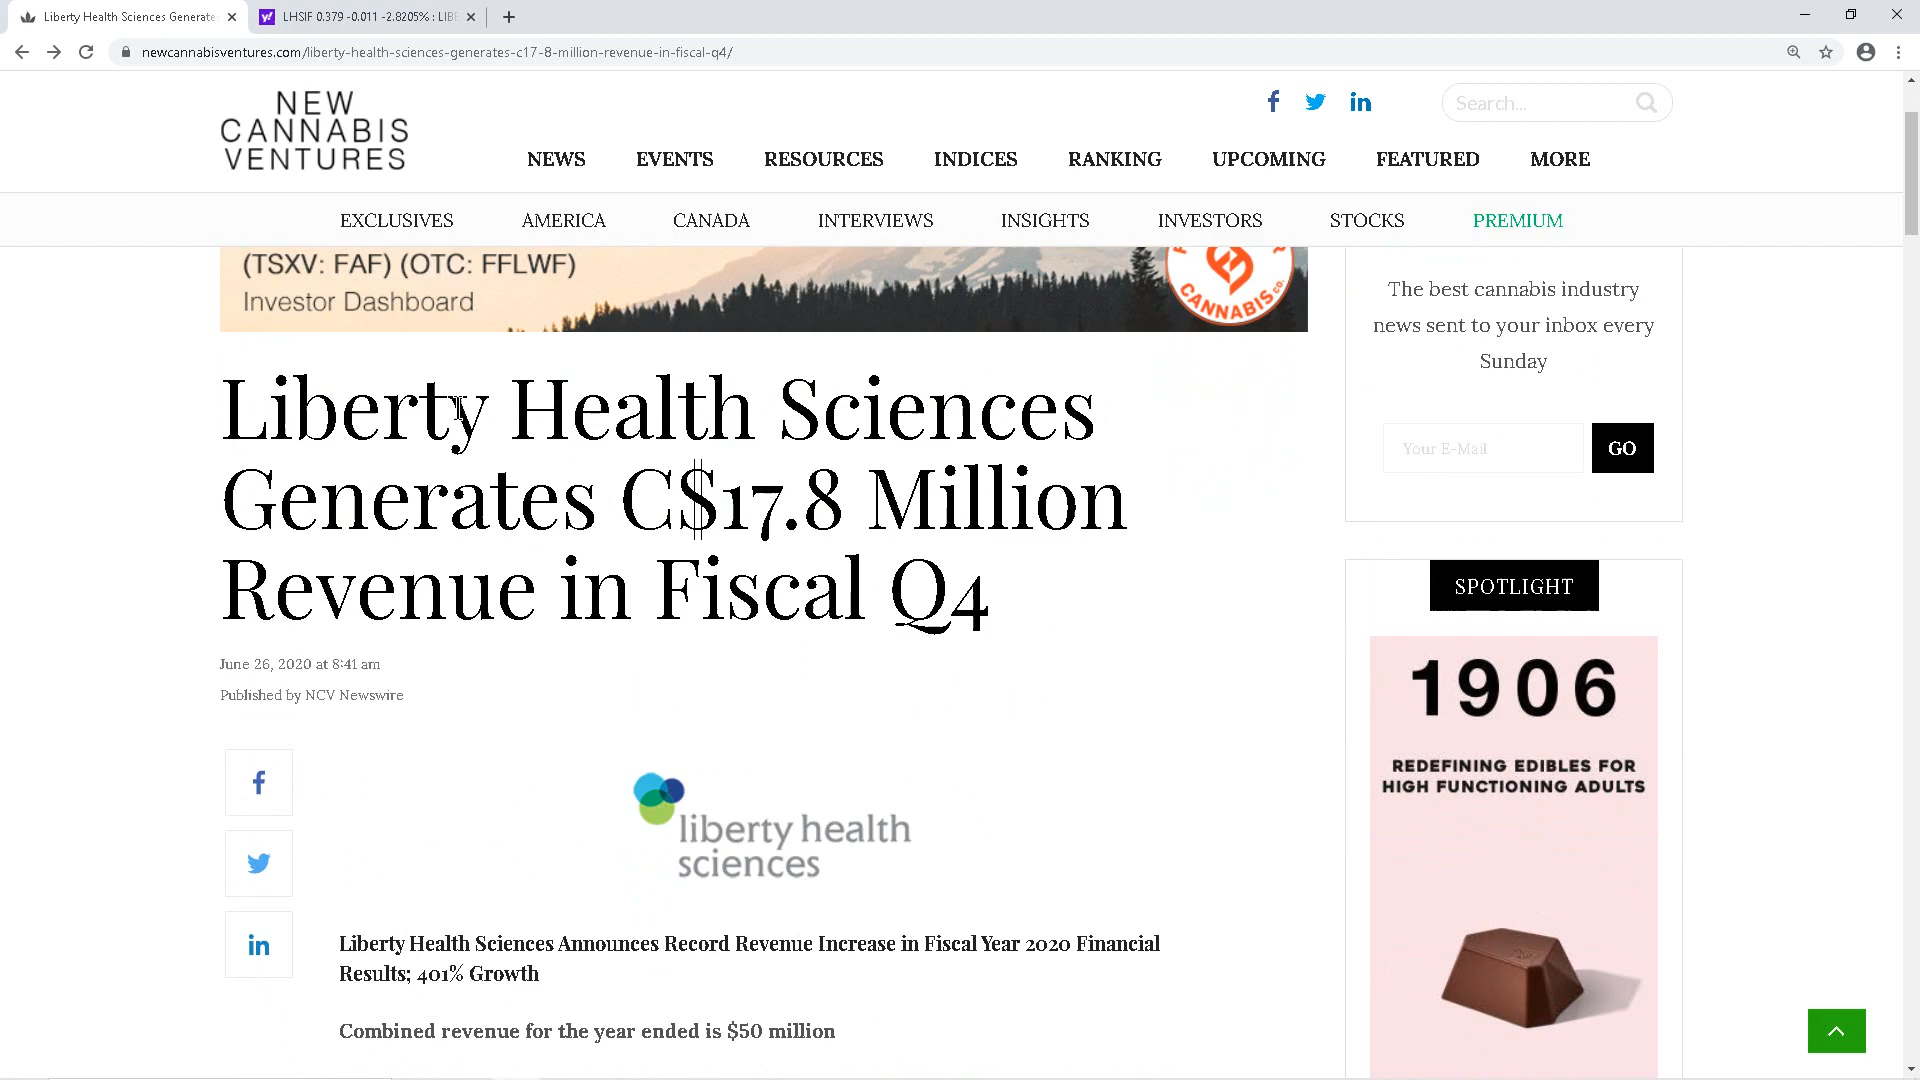 Liberty Health Sciences Generate
LHSIF 0.379 -0.011 -2.8205% : LIBE
newcannabisventures.com/liberty-health-sciences-generates-c17-8-million-revenue-in-fiscal-q4/
NEW
CANNABIS
VENTURES
Search...
NEWS EVENTS RESOURCES INDICES RANKING UPCOMING FEATURED MORE
EXCLUSIVES AMERICA CANADA INTERVIEWS INSIGHTS INVESTORS STOCKS PREMIUM
(TSXV: FAF) (OTC: FFLWF)
Investor Dashboard
CANNABIS CO.
The best cannabis industry
news sent to your inbox every
Sunday
Your E-Mail
GO
Liberty Health Sciences
Generates C$17.8 Million
Revenue in Fiscal Q4
June 26, 2020 at 8:41 am
Published by NCV Newswire
liberty health
sciences
Liberty Health Sciences Announces Record Revenue Increase in Fiscal Year 2020 Financial
Results; 401% Growth
Combined revenue for the year ended is $50 million
SPOTLIGHT
1906
REDEFINING EDIBLES FOR
HIGH FUNCTIONING ADULTS